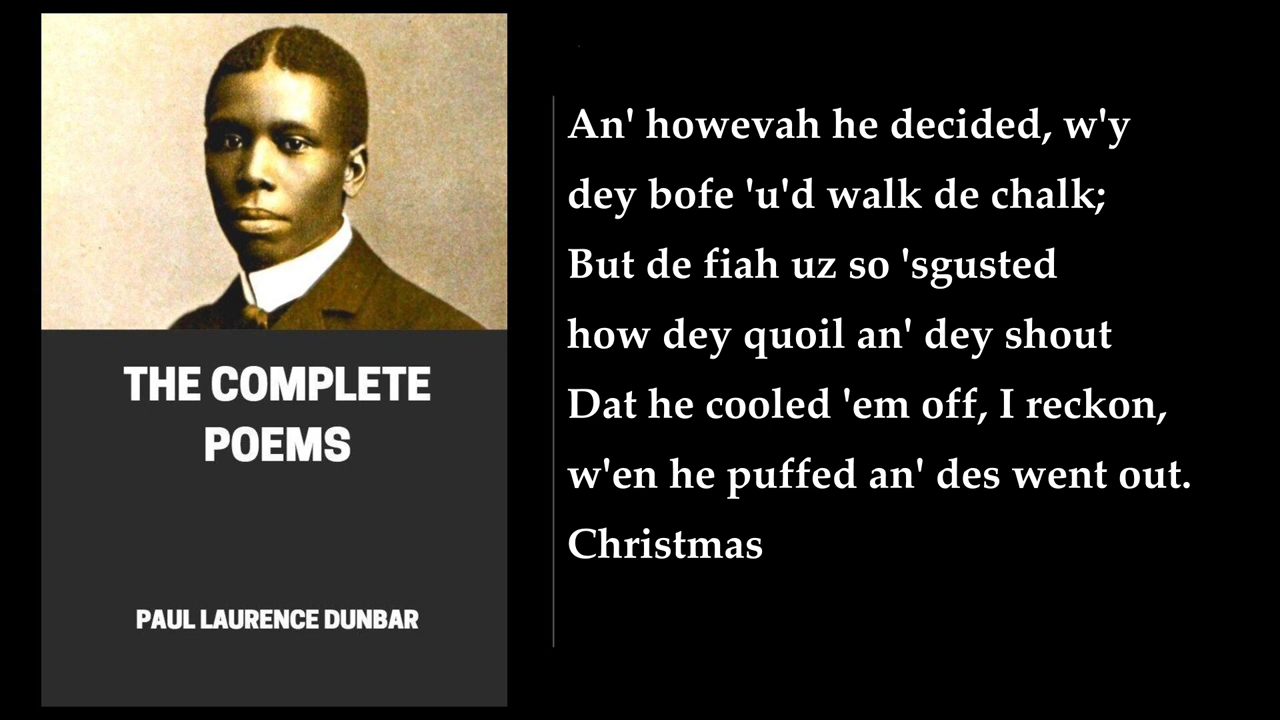 THE COMPLETE
POEMS
PAUL LAURENCE DUNBAR
An' howevah he decided, w'y
dey bofe 'u'd walk de chalk;
But de fiah uz so 'sgusted
how dey quoil an' dey shout
Dat he cooled 'em off, I reckon,
w'en he puffed an' des went out.
Christmas